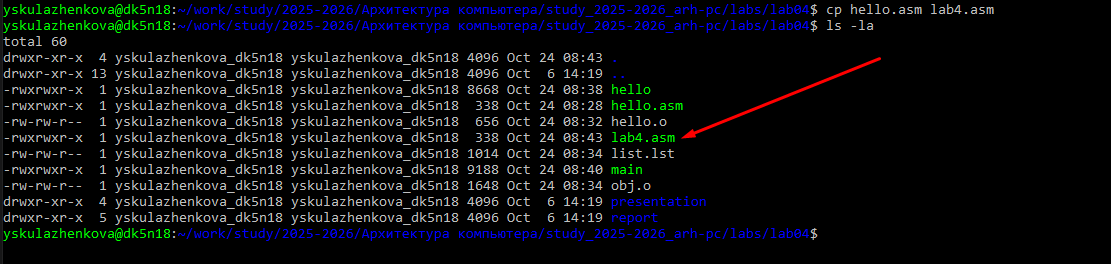 yskulazhenkova@dk5n18:~/work/study/2025-2026/Архитектура компьютера/study_2025-2026_arh-pc/labs/lab04$ cp hello.asm lab4.asm
yskulazhenkova@dk5n18:~/work/study/2025-2026/Архитектура компьютера/study_2025-2026_arh-pc/labs/lab04$ ls -la
total 60
drwxr-xr-x  4 yskulazhenkova_dk5n18 yskulazhenkova_dk5n18 4096 Oct 24 08:43 .
drwxr-xr-x 13 yskulazhenkova_dk5n18 yskulazhenkova_dk5n18 4096 Oct  6 14:19 ..
-rwxrwxr-x  1 yskulazhenkova_dk5n18 yskulazhenkova_dk5n18 8668 Oct 24 08:38 hello
-rwxrwxr-x  1 yskulazhenkova_dk5n18 yskulazhenkova_dk5n18  338 Oct 24 08:28 hello.asm
-rw-rw-r--  1 yskulazhenkova_dk5n18 yskulazhenkova_dk5n18  656 Oct 24 08:32 hello.o
-rwxrwxr-x  1 yskulazhenkova_dk5n18 yskulazhenkova_dk5n18  338 Oct 24 08:43 lab4.asm
-rw-rw-r--  1 yskulazhenkova_dk5n18 yskulazhenkova_dk5n18 1014 Oct 24 08:34 list.lst
-rwxrwxr-x  1 yskulazhenkova_dk5n18 yskulazhenkova_dk5n18 9188 Oct 24 08:40 main
-rw-rw-r--  1 yskulazhenkova_dk5n18 yskulazhenkova_dk5n18 1648 Oct 24 08:34 obj.o
drwxr-xr-x  4 yskulazhenkova_dk5n18 yskulazhenkova_dk5n18 4096 Oct  6 14:19 presentation
drwxr-xr-x  5 yskulazhenkova_dk5n18 yskulazhenkova_dk5n18 4096 Oct  6 14:19 report
yskulazhenkova@dk5n18:~/work/study/2025-2026/Архитектура компьютера/study_2025-2026_arh-pc/labs/lab04$